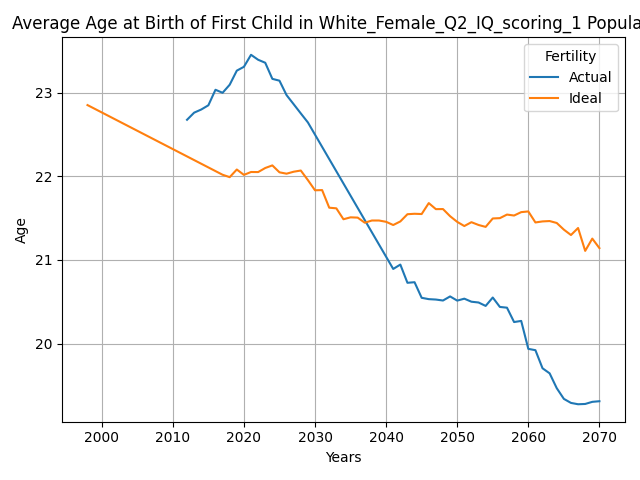 Average Age at Birth of First Child in White_Female_Q2_IQ_scoring_1 Popula
Fertility
Actual
Ideal
23
22
21
20
Age
2000 2010 2020 2030 2040 2050 2060 2070
Years